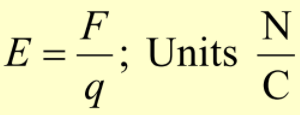 E = F/q; Units N/C